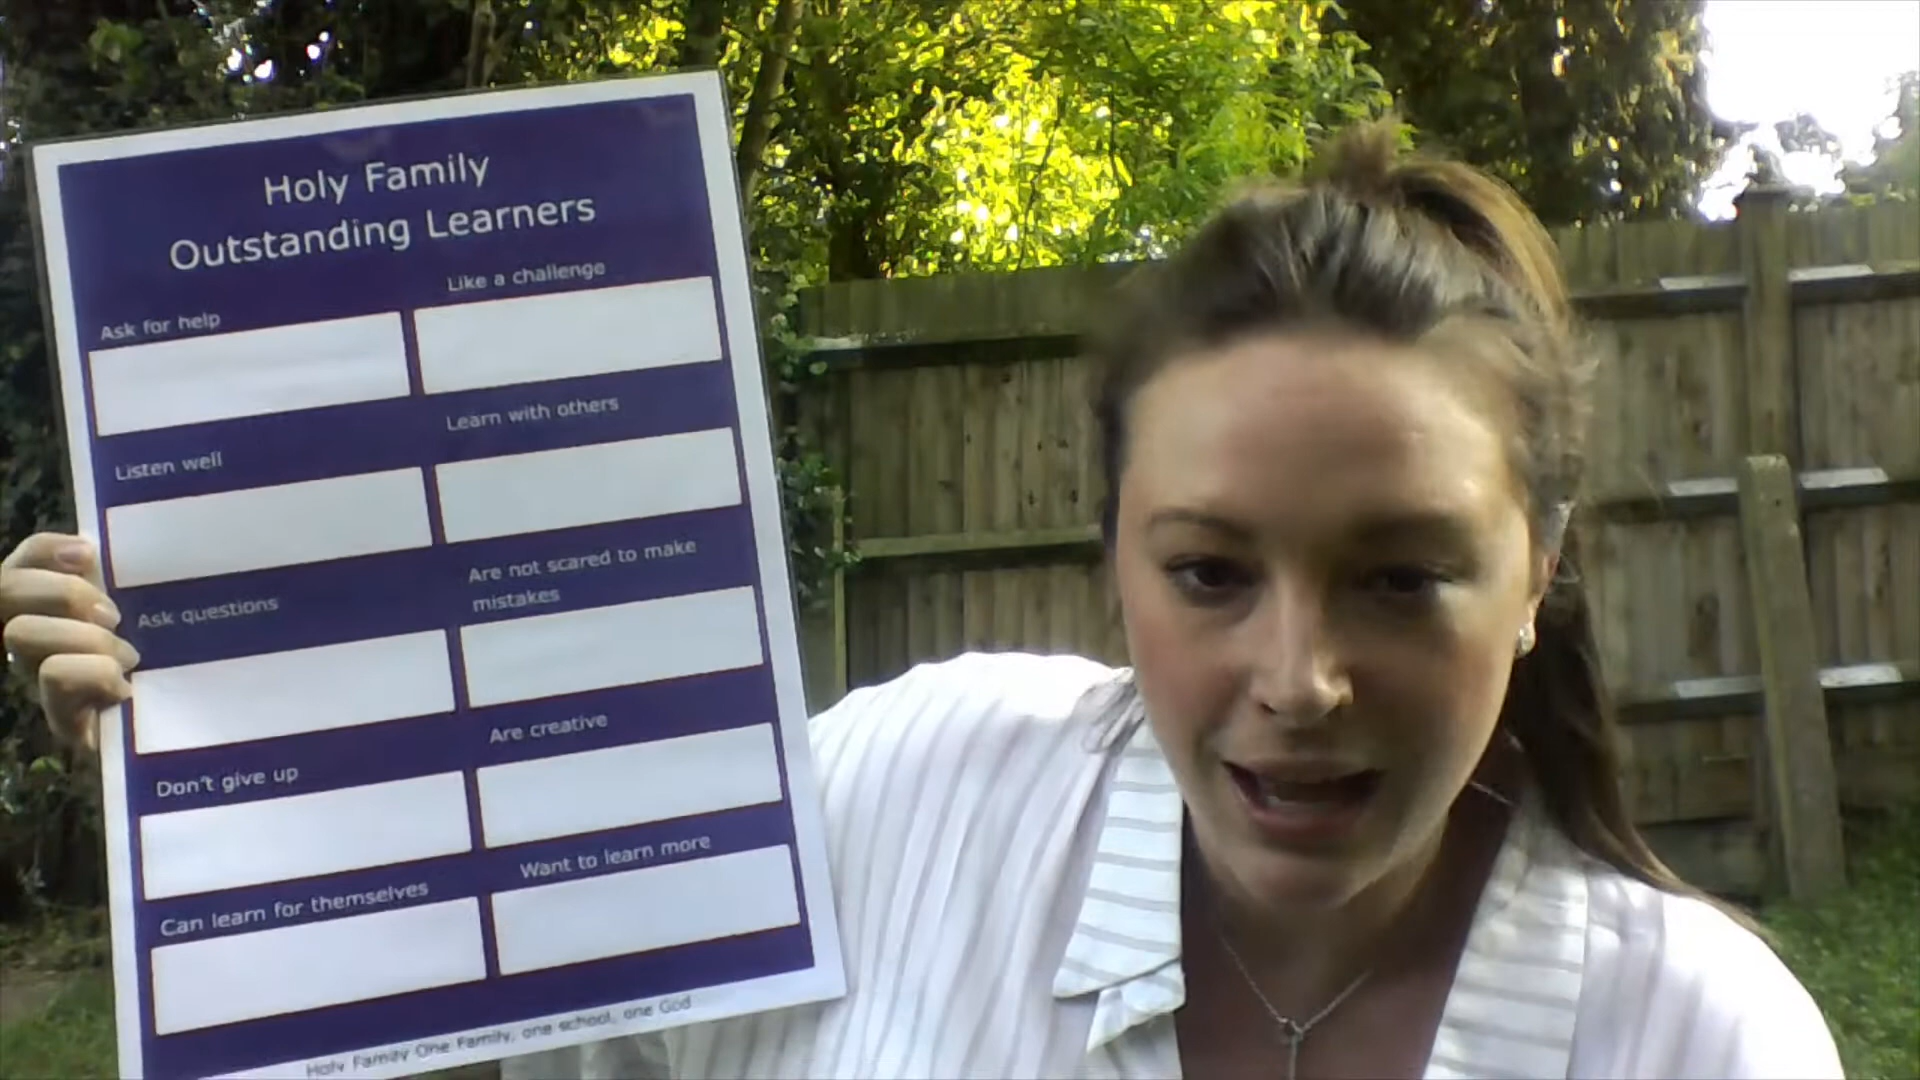 Holy Family
Outstanding Learners
Ask for help
Like a challenge
Listen well
Learn with others
Ask questions
Are not scared to make
mistakes
Don't give up
Are creative
Can learn for themselves
Want to learn more
Holy Family One Family, one school, one God